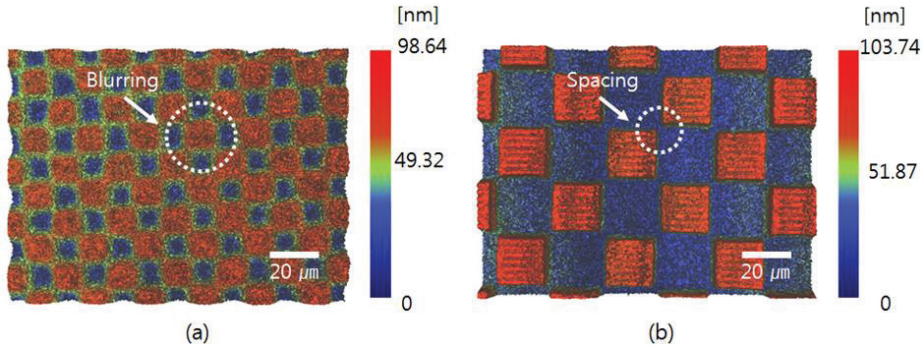 [nm]
98.64
49.32
0
Blurring
20 ㎛
(a)
[nm]
103.74
51.87
0
Spacing
20 ㎛
(b)